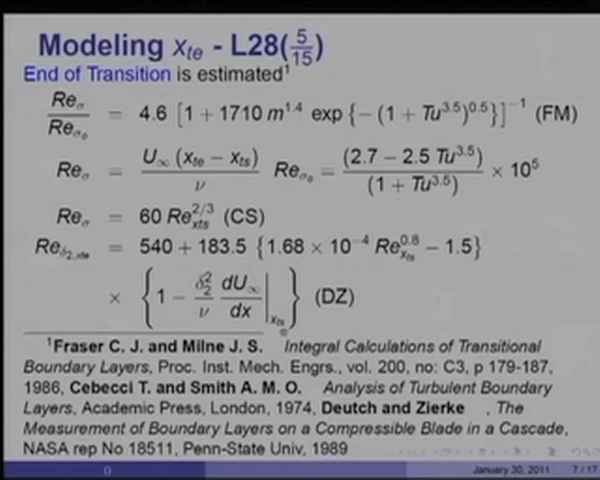 Modeling x_te - L28(5/15)
End of Transition is estimated¹
Re_σ / Re_σ₀ = 4.6 [1 + 1710 m^1.4 exp {−(1 + Tu^3.5)^0.5}]^−1 (FM)
Re_σ = U_∞ (x_te − x_ts) / ν   Re_σ₀ = (2.7 − 2.5 Tu^3.5) / (1 + Tu^3.5) × 10^5
Re_σ = 60 Re_xts^2/3 (CS)
Re_δ₂,xte = 540 + 183.5 {1.68 × 10^−4 Re_xts^0.8 − 1.5}
× {1 − δ₂²/ν dU_∞/dx |_xts} (DZ)
¹Fraser C. J. and Milne J. S. Integral Calculations of Transitional
Boundary Layers, Proc. Inst. Mech. Engrs., vol. 200, no: C3, p 179-187,
1986, Cebecci T. and Smith A. M. O. Analysis of Turbulent Boundary
Layers, Academic Press, London, 1974, Deutch and Zierke , The
Measurement of Boundary Layers on a Compressible Blade in a Cascade,
NASA rep No 18511, Penn-State Univ, 1989
() January 30, 2011 7 / 17